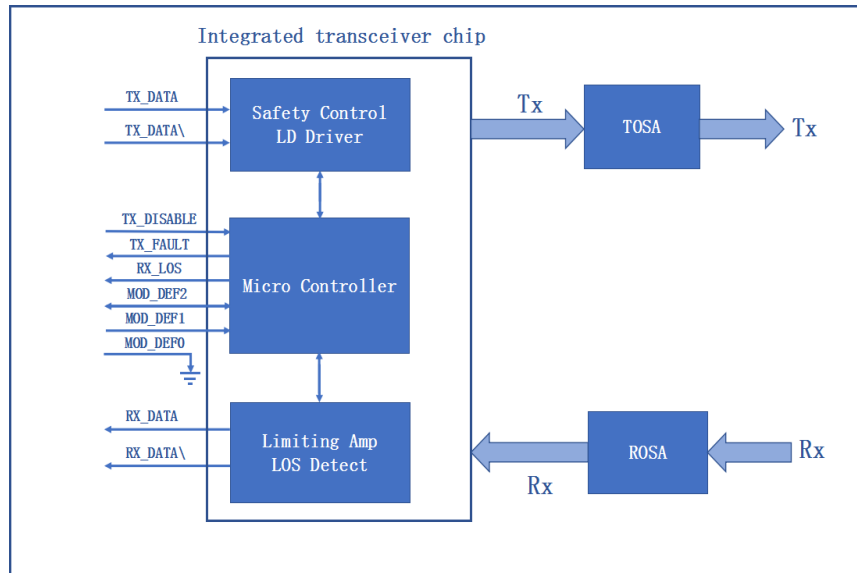 Integrated transceiver chip
TX_DATA
TX_DATA\
Safety Control
LD Driver
Tx
TOSA
Tx
TX_DISABLE
TX_FAULT
RX_LOS
MOD_DEF2
MOD_DEF1
MOD_DEF0
Micro Controller
RX_DATA
RX_DATA\
Limiting Amp
LOS Detect
Rx
ROSA
Rx